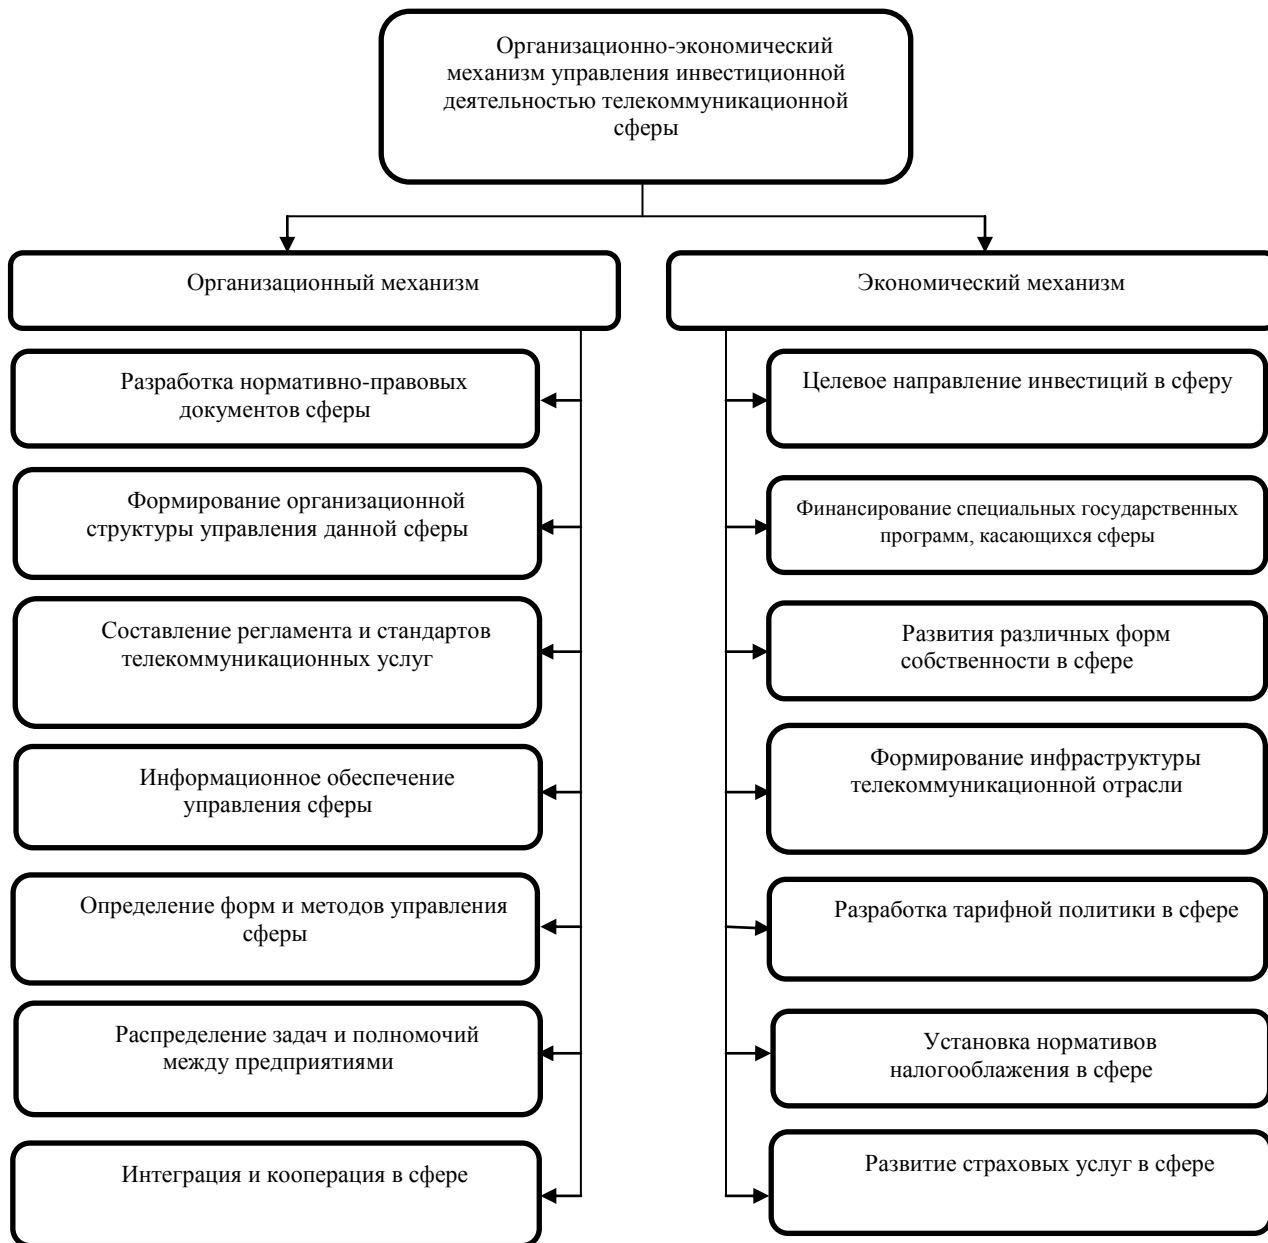 Организационно-экономический
механизм управления инвестиционной
деятельностью телекоммуникационной
сферы
Организационный механизм
Экономический механизм
Разработка нормативно-правовых
документов сферы
Формирование организационной
структуры управления данной сферы
Составление регламента и стандартов
телекоммуникационных услуг
Информационное обеспечение
управления сферы
Определение форм и методов управления
сферы
Распределение задач и полномочий
между предприятиями
Интеграция и кооперация в сфере
Целевое направление инвестиций в сферу
Финансирование специальных государственных
программ, касающихся сферы
Развития различных форм
собственности в сфере
Формирование инфраструктуры
телекоммуникационной отрасли
Разработка тарифной политики в сфере
Установка нормативов
налогооблажения в сфере
Развитие страховых услуг в сфере